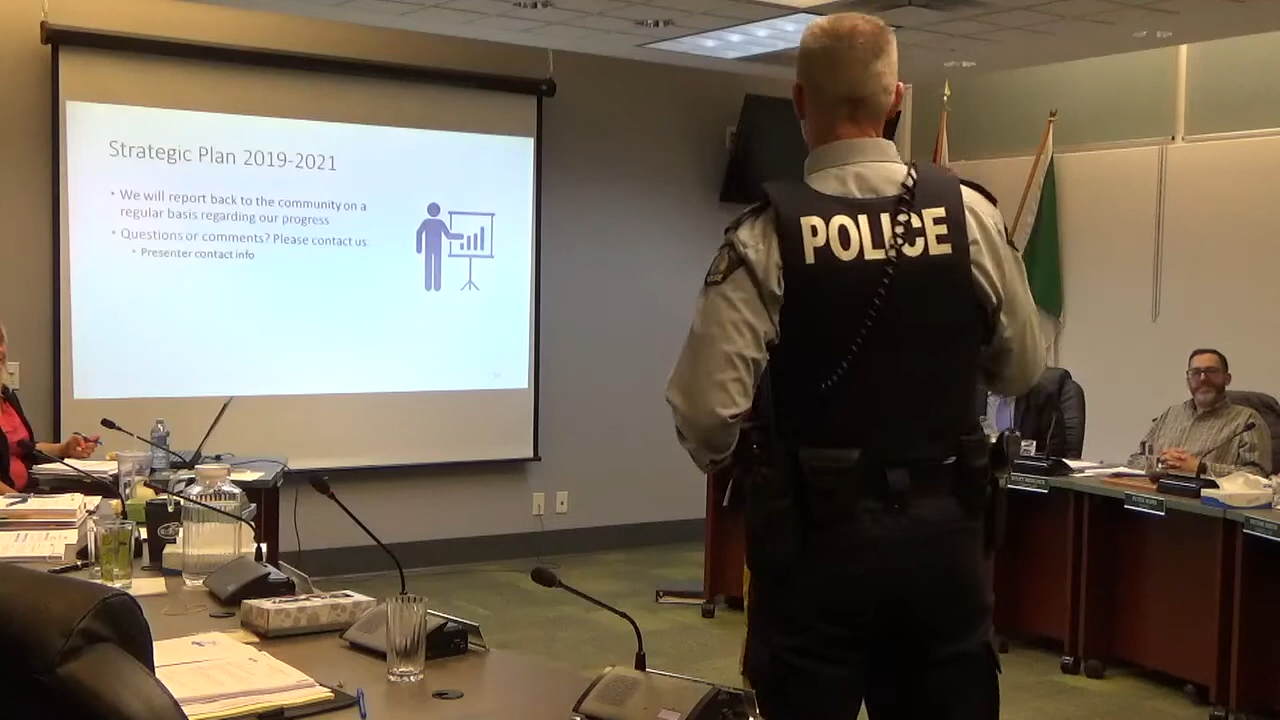 Strategic Plan 2019-2021
• We will report back to the community on a
regular basis regarding our progress
• Questions or comments? Please contact us
• Presenter contact info
POLICE